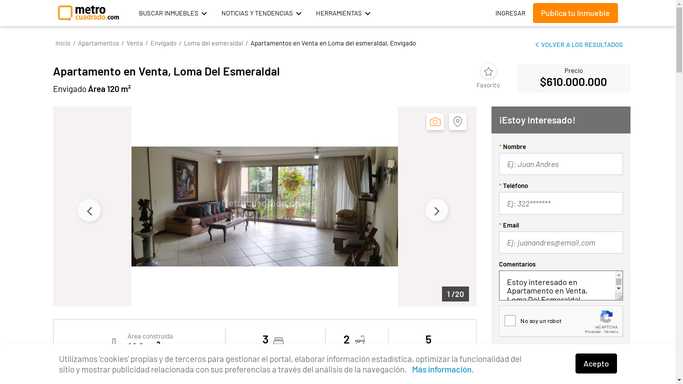 metro
cuadrado.com
BUSCAR INMUEBLES
NOTICIAS Y TENDENCIAS
HERRAMIENTAS
INGRESAR
Publica tu Inmueble
Inicio / Apartamentos / Venta / Envigado / Loma del esmeraldal / Apartamentos en Venta en Loma del esmeraldal, Envigado
VOLVER A LOS RESULTADOS
Apartamento en Venta, Loma Del Esmeraldal
Envigado Área 120 m²
Favorito
Precio
$610.000.000
1 / 20
¡Estoy Interesado!
* Nombre
Ej: Juan Andres
* Teléfono
Ej: 322*******
* Email
Ej: juanandres@email.com
Comentarios
Estoy interesado en
Apartamento en Venta,
Loma Del Esmeraldal
No soy un robot
reCAPTCHA
Privacidad - Términos
Área construida
3
2
5
Utilizamos 'cookies' propias y de terceros para gestionar el portal, elaborar información estadística, optimizar la funcionalidad del
sitio y mostrar publicidad relacionada con sus preferencias a través del análisis de la navegación. Más información.
Acepto